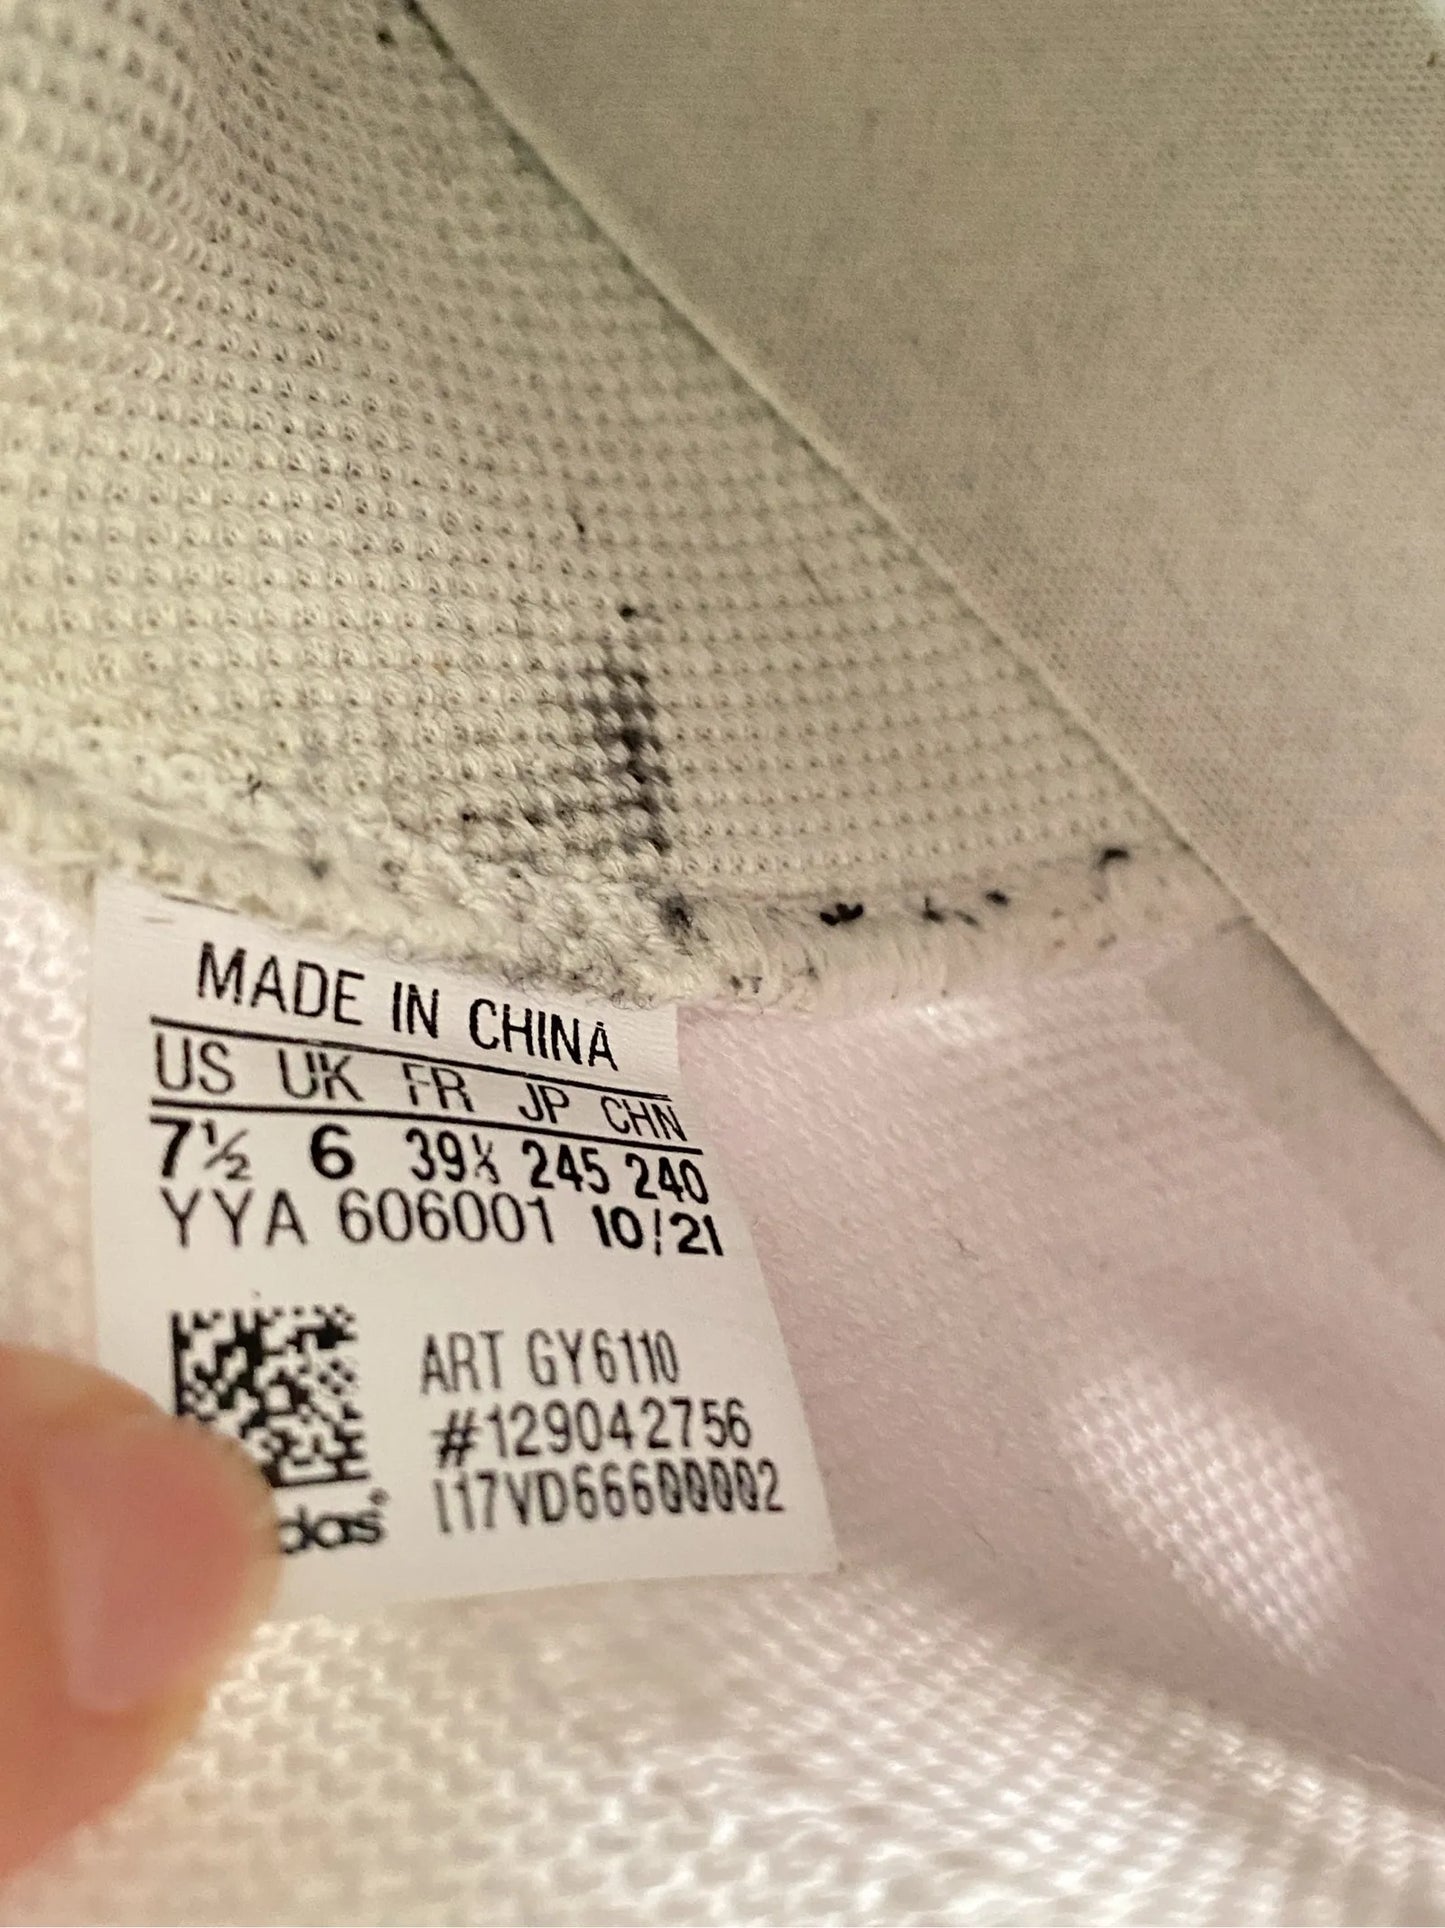 MADE IN CHINA
US UK FR JP CHN
7½ 6 39⅓ 245 240
YYA 606001 10/21
ART GY6110
#129042756
I17VD66600002
das